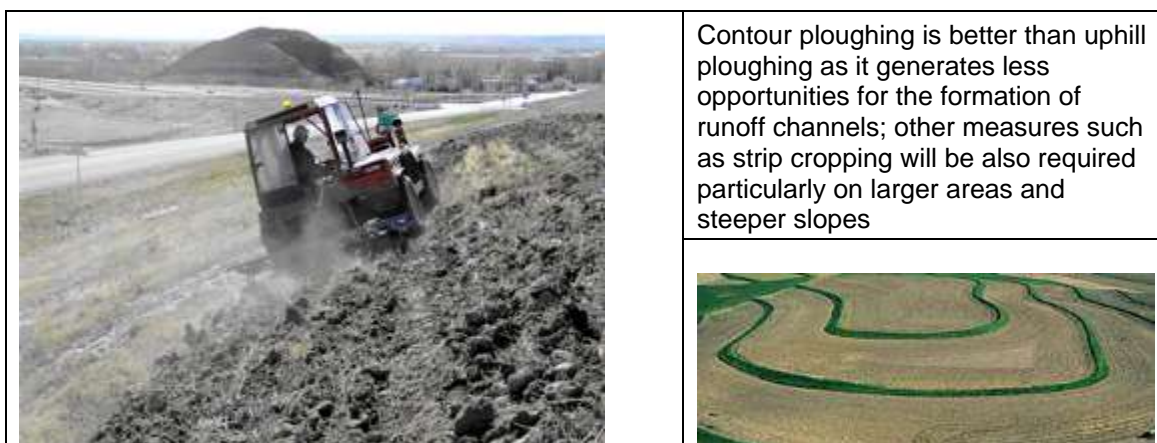 Contour ploughing is better than uphill
ploughing as it generates less
opportunities for the formation of
runoff channels; other measures such
as strip cropping will be also required
particularly on larger areas and
steeper slopes